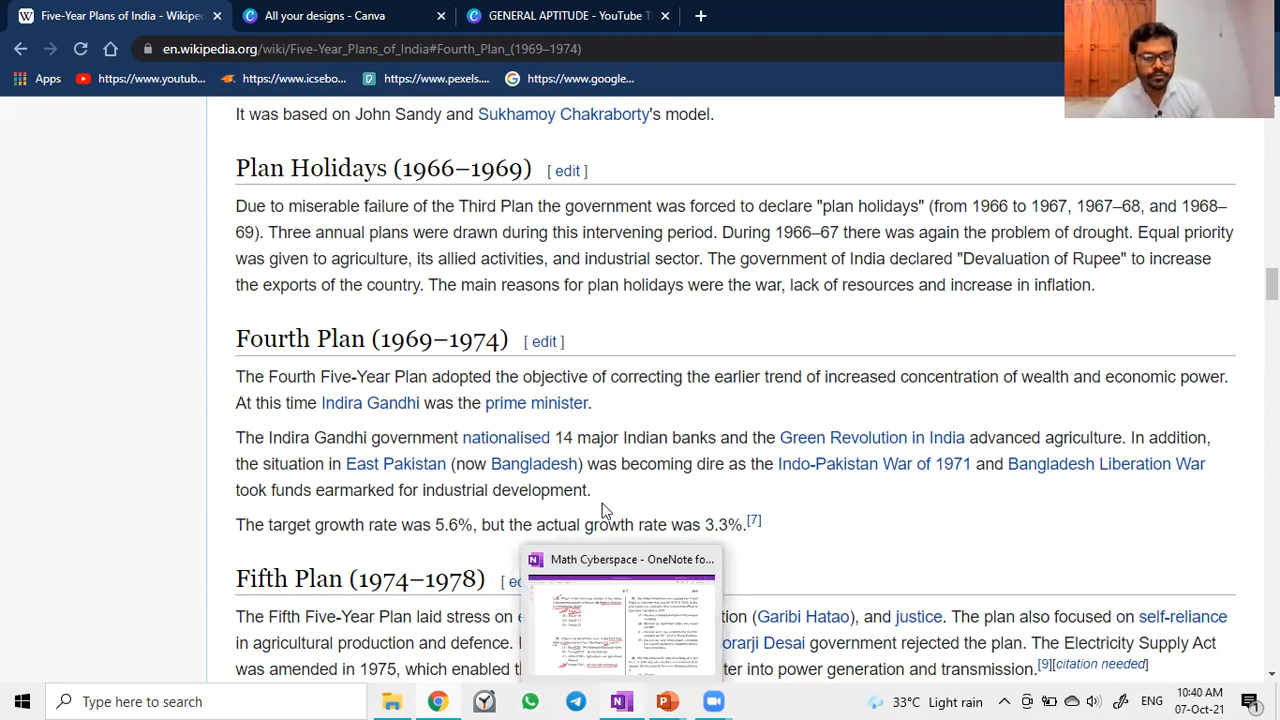 Five-Year Plans of India - Wikiped
All your designs - Canva
GENERAL APTITUDE - YouTube T
en.wikipedia.org/wiki/Five-Year_Plans_of_India#Fourth_Plan_(1969–1974)
Apps
https://www.youtub...
https://www.icsebo...
https://www.pexels....
https://www.google...
It was based on John Sandy and Sukhamoy Chakraborty's model.
Plan Holidays (1966–1969) [ edit ]
Due to miserable failure of the Third Plan the government was forced to declare "plan holidays" (from 1966 to 1967, 1967–68, and 1968–
69). Three annual plans were drawn during this intervening period. During 1966–67 there was again the problem of drought. Equal priority
was given to agriculture, its allied activities, and industrial sector. The government of India declared "Devaluation of Rupee" to increase
the exports of the country. The main reasons for plan holidays were the war, lack of resources and increase in inflation.
Fourth Plan (1969–1974) [ edit ]
The Fourth Five-Year Plan adopted the objective of correcting the earlier trend of increased concentration of wealth and economic power.
At this time Indira Gandhi was the prime minister.
The Indira Gandhi government nationalised 14 major Indian banks and the Green Revolution in India advanced agriculture. In addition,
the situation in East Pakistan (now Bangladesh) was becoming dire as the Indo-Pakistan War of 1971 and Bangladesh Liberation War
took funds earmarked for industrial development.
The target growth rate was 5.6%, but the actual growth rate was 3.3%.[7]
Math Cyberspace - OneNote fo...
Fifth Plan (1974–1978) [ e
The Fifth Five-Year Plan laid stress on tion (Garibi Hatao), and justice. The plan also focused on self-reliance
in agricultural production and defence. orarji Desai government rejected the plan. The Electricity Supply Act
was amended in 1975, which enabled ter into power generation and transmission.[9][citation needed]
Type here to search
33°C Light rain
ENG
10:40 AM
07-Oct-21
1